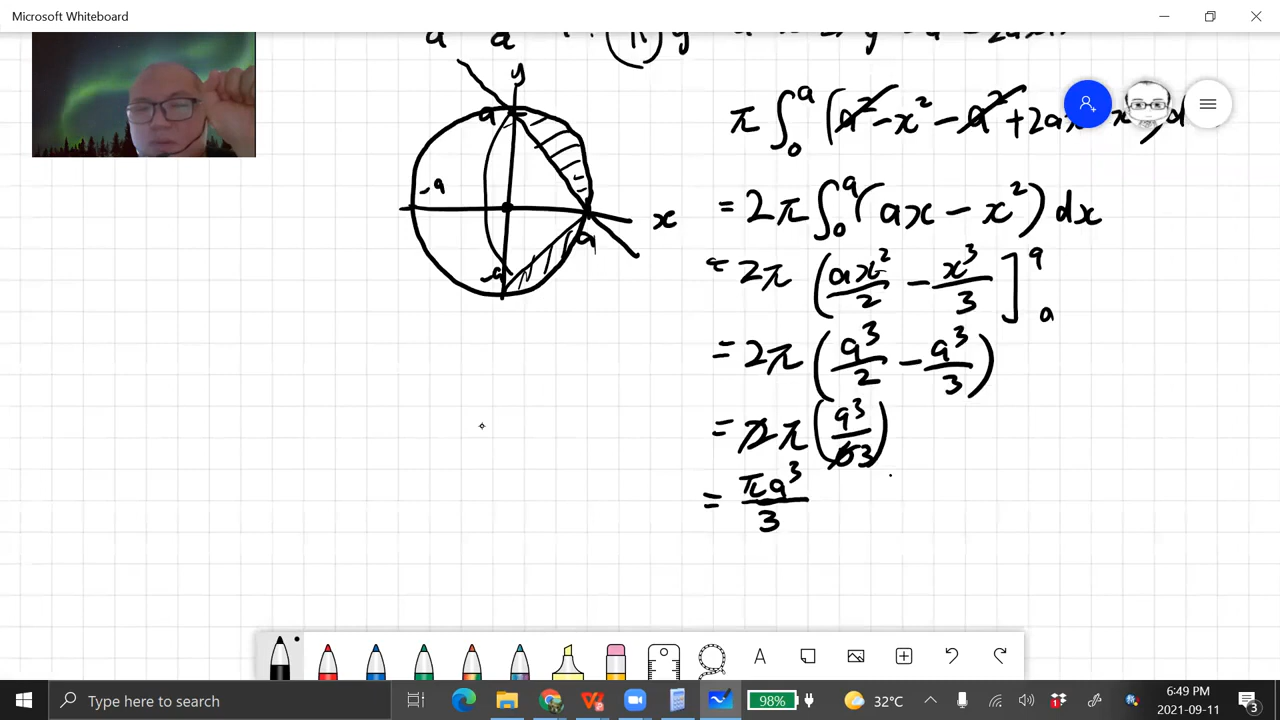 Microsoft Whiteboard
y
a
-a
x
a
-a
π ∫₀ᵃ (a² - x² - a² + 2ax
= 2π ∫₀ᵃ (ax - x²) dx
= 2π (ax²/2 - x³/3]ᵃₐ
= 2π (a³/2 - a³/3)
= 2π (a³/6 3)
= πa³/3
A
Type here to search
98%
32°C
6:49 PM
2021-09-11
3